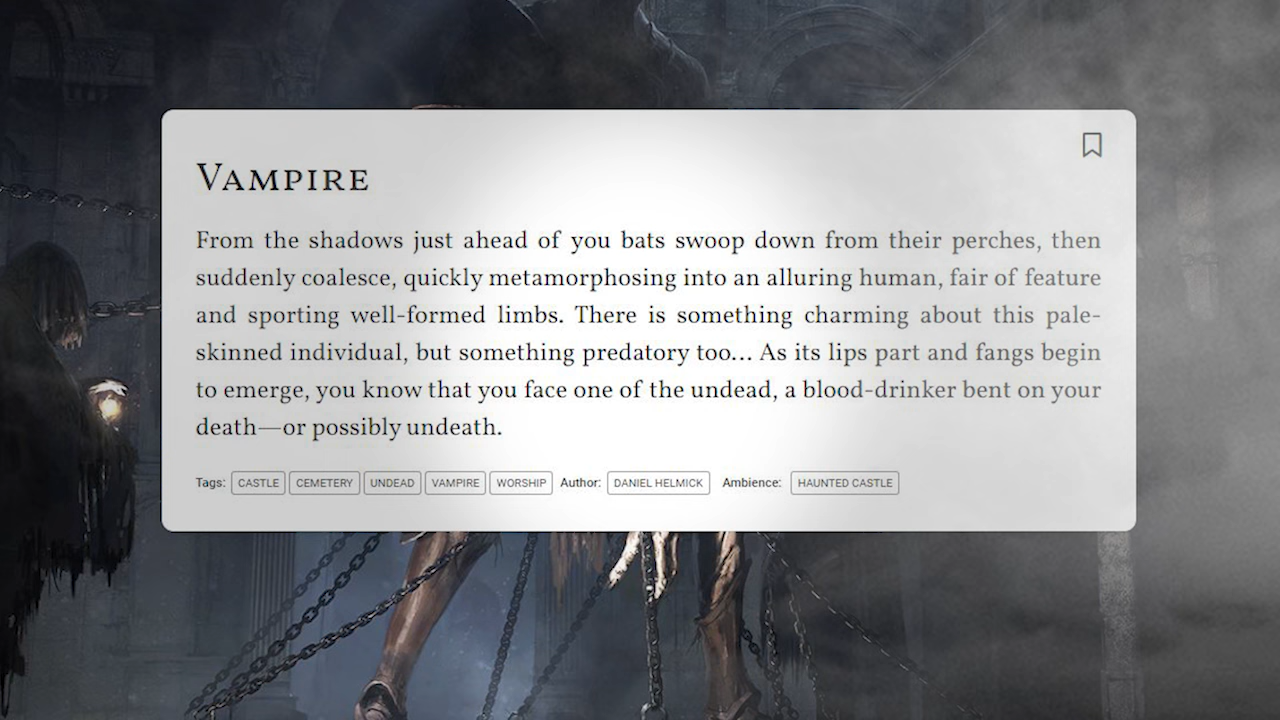 Vampire
From the shadows just ahead of you bats swoop down from their perches, then
suddenly coalesce, quickly metamorphosing into an alluring human, fair of feature
and sporting well-formed limbs. There is something charming about this pale-
skinned individual, but something predatory too... As its lips part and fangs begin
to emerge, you know that you face one of the undead, a blood-drinker bent on your
death—or possibly undeath.
Tags: CASTLE CEMETERY UNDEAD VAMPIRE WORSHIP Author: DANIEL HELMICK Ambience: HAUNTED CASTLE